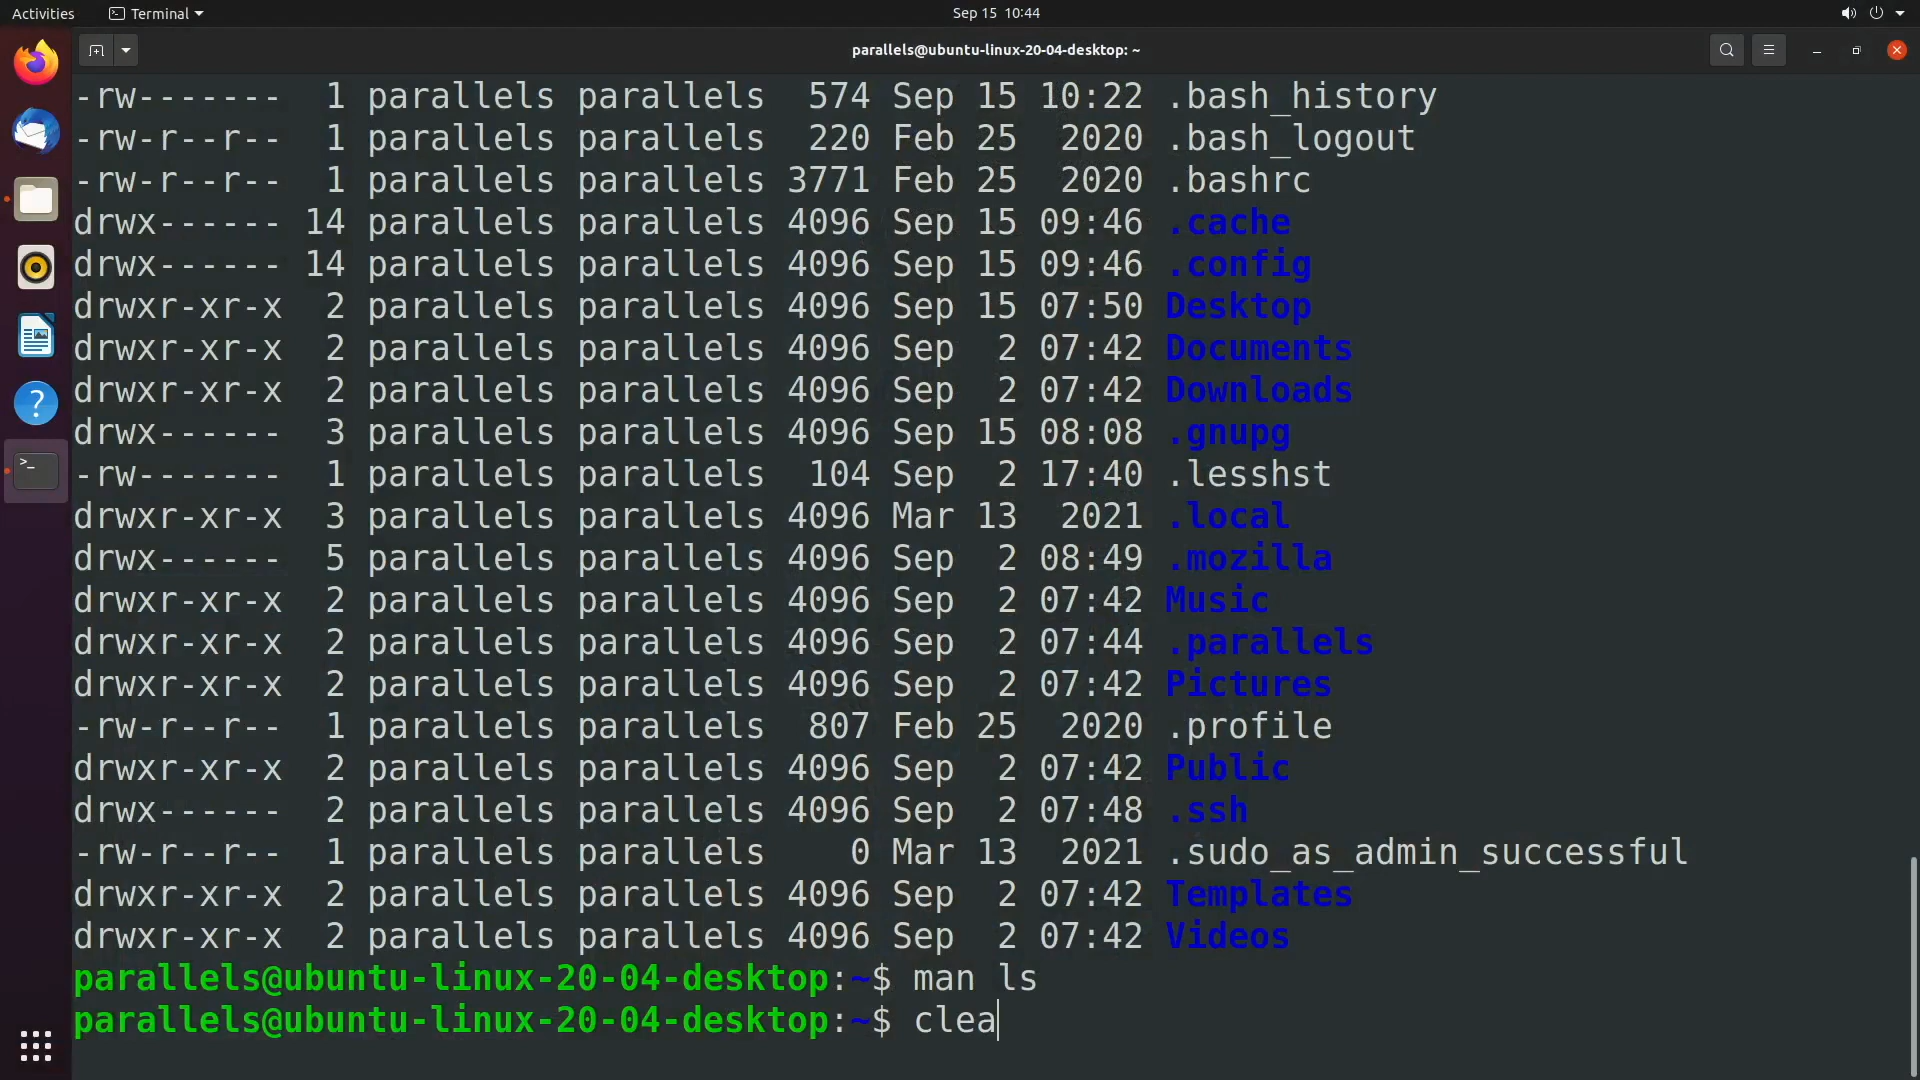 Activities Terminal Sep 15 10:44
parallels@ubuntu-linux-20-04-desktop: ~
-rw------- 1 parallels parallels 574 Sep 15 10:22 .bash_history
-rw-r--r-- 1 parallels parallels 220 Feb 25 2020 .bash_logout
-rw-r--r-- 1 parallels parallels 3771 Feb 25 2020 .bashrc
drwx------ 14 parallels parallels 4096 Sep 15 09:46 .cache
drwx------ 14 parallels parallels 4096 Sep 15 09:46 .config
drwxr-xr-x 2 parallels parallels 4096 Sep 15 07:50 Desktop
drwxr-xr-x 2 parallels parallels 4096 Sep 2 07:42 Documents
drwxr-xr-x 2 parallels parallels 4096 Sep 2 07:42 Downloads
drwx------ 3 parallels parallels 4096 Sep 15 08:08 .gnupg
-rw------- 1 parallels parallels 104 Sep 2 17:40 .lesshst
drwxr-xr-x 3 parallels parallels 4096 Mar 13 2021 .local
drwx------ 5 parallels parallels 4096 Sep 2 08:49 .mozilla
drwxr-xr-x 2 parallels parallels 4096 Sep 2 07:42 Music
drwxr-xr-x 2 parallels parallels 4096 Sep 2 07:44 .parallels
drwxr-xr-x 2 parallels parallels 4096 Sep 2 07:42 Pictures
-rw-r--r-- 1 parallels parallels 807 Feb 25 2020 .profile
drwxr-xr-x 2 parallels parallels 4096 Sep 2 07:42 Public
drwx------ 2 parallels parallels 4096 Sep 2 07:48 .ssh
-rw-r--r-- 1 parallels parallels 0 Mar 13 2021 .sudo_as_admin_successful
drwxr-xr-x 2 parallels parallels 4096 Sep 2 07:42 Templates
drwxr-xr-x 2 parallels parallels 4096 Sep 2 07:42 Videos
parallels@ubuntu-linux-20-04-desktop:~$ man ls
parallels@ubuntu-linux-20-04-desktop:~$ clea